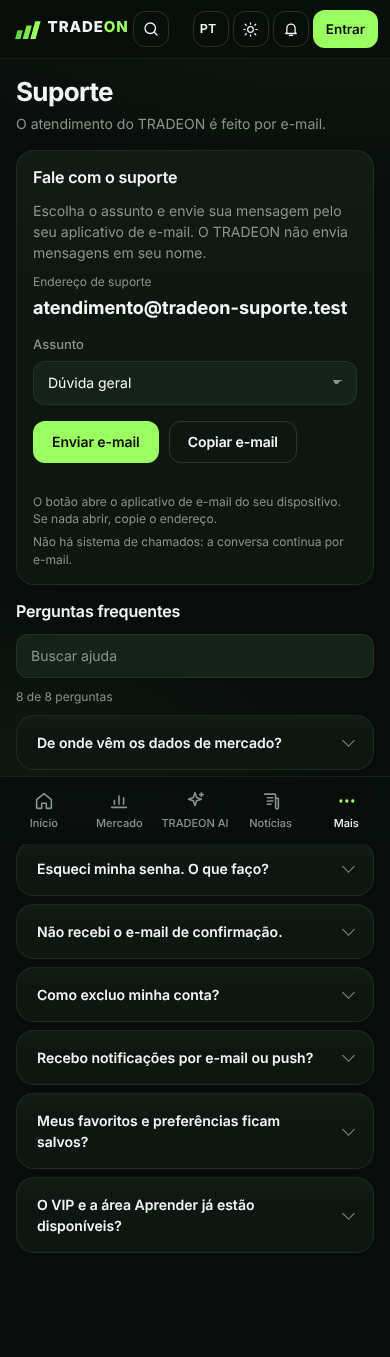 TRADEON
PT
Entrar
Suporte
O atendimento do TRADEON é feito por e-mail.
Fale com o suporte
Escolha o assunto e envie sua mensagem pelo
seu aplicativo de e-mail. O TRADEON não envia
mensagens em seu nome.
Endereço de suporte
atendimento@tradeon-suporte.test
Assunto
Dúvida geral
Enviar e-mail
Copiar e-mail
O botão abre o aplicativo de e-mail do seu dispositivo.
Se nada abrir, copie o endereço.
Não há sistema de chamados: a conversa continua por
e-mail.
Perguntas frequentes
Buscar ajuda
8 de 8 perguntas
De onde vêm os dados de mercado?
Início
Mercado
TRADEON AI
Notícias
Mais
Esqueci minha senha. O que faço?
Não recebi o e-mail de confirmação.
Como excluo minha conta?
Recebo notificações por e-mail ou push?
Meus favoritos e preferências ficam
salvos?
O VIP e a área Aprender já estão
disponíveis?